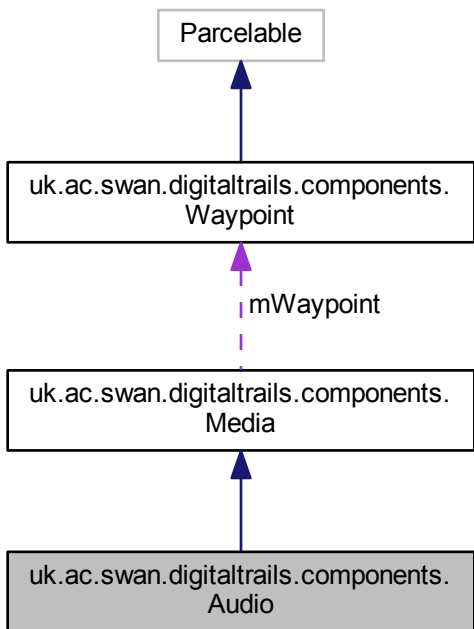 Parcelable
uk.ac.swan.digitaltrails.components.
Waypoint
mWaypoint
uk.ac.swan.digitaltrails.components.
Media
uk.ac.swan.digitaltrails.components.
Audio